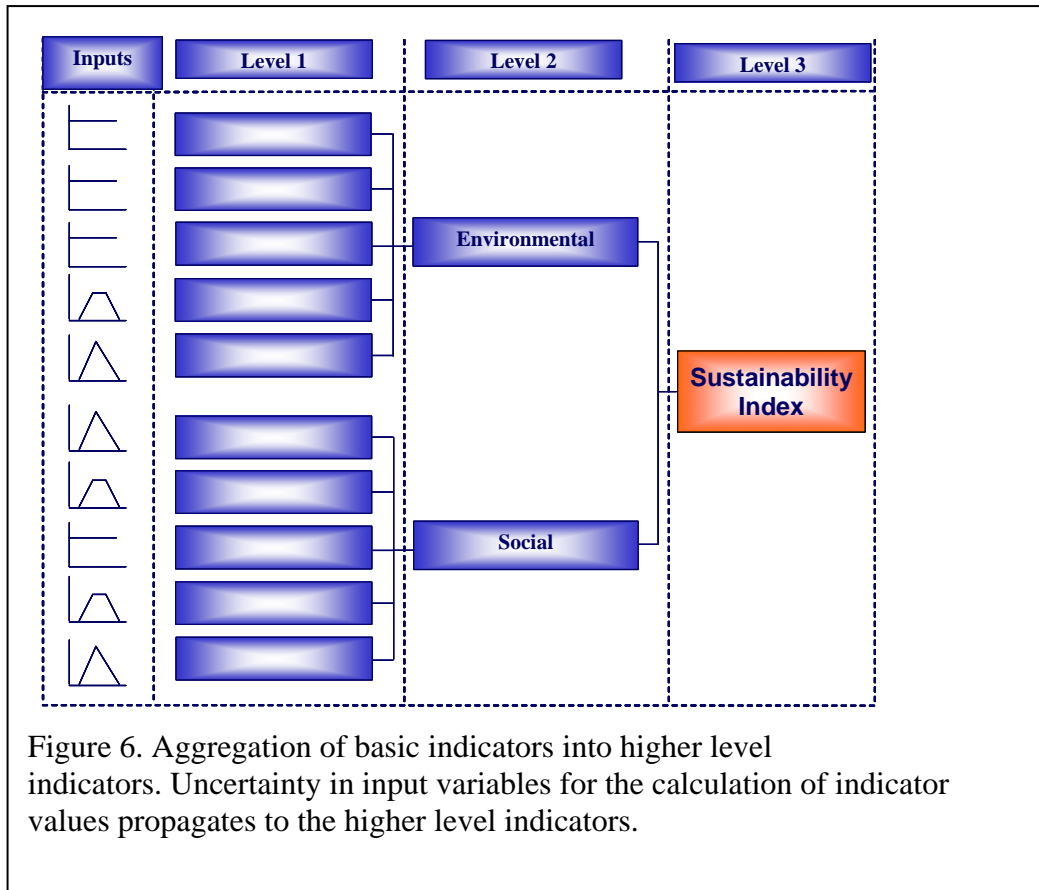 Inputs
Level 1
Level 2
Level 3
Environmental
Sustainability
Index
Social
Figure 6. Aggregation of basic indicators into higher level
indicators. Uncertainty in input variables for the calculation of indicator
values propagates to the higher level indicators.